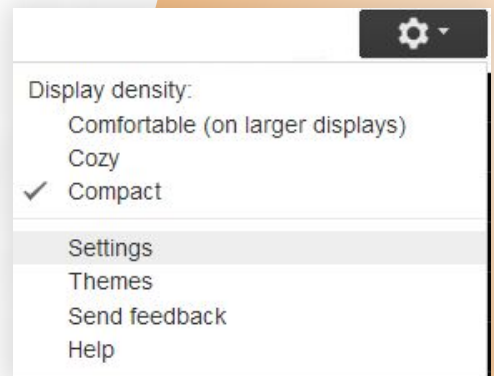 Display density:
Comfortable (on larger displays)
Cozy
Compact
Settings
Themes
Send feedback
Help